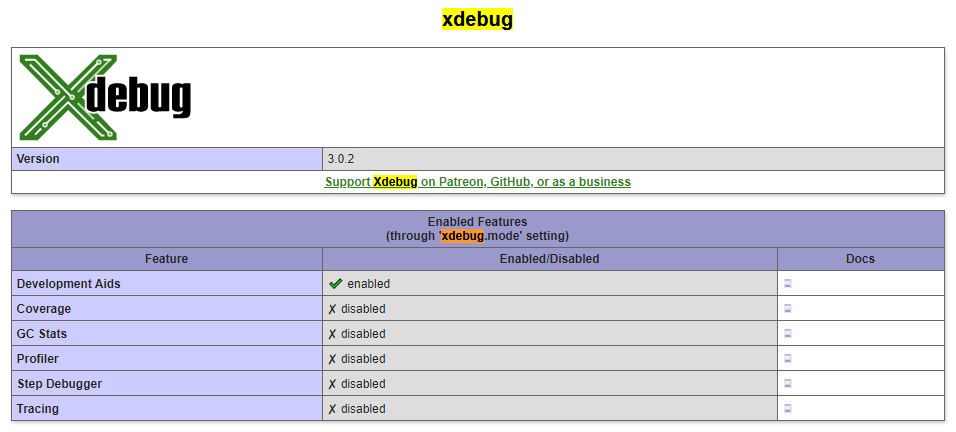 xdebug
Xdebug
Version 3.0.2
Support Xdebug on Patreon, GitHub, or as a business
Enabled Features
(through 'xdebug.mode' setting)
Feature Enabled/Disabled Docs
Development Aids ✔ enabled
Coverage ✗ disabled
GC Stats ✗ disabled
Profiler ✗ disabled
Step Debugger ✗ disabled
Tracing ✗ disabled